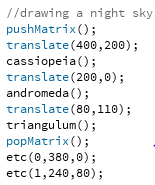 //drawing a night sky
pushMatrix();
translate(400,200);
cassiopeia();
translate(200,0);
andromeda();
translate(80,110);
triangulum();
popMatrix();
etc(0,380,0);
etc(1,240,80);